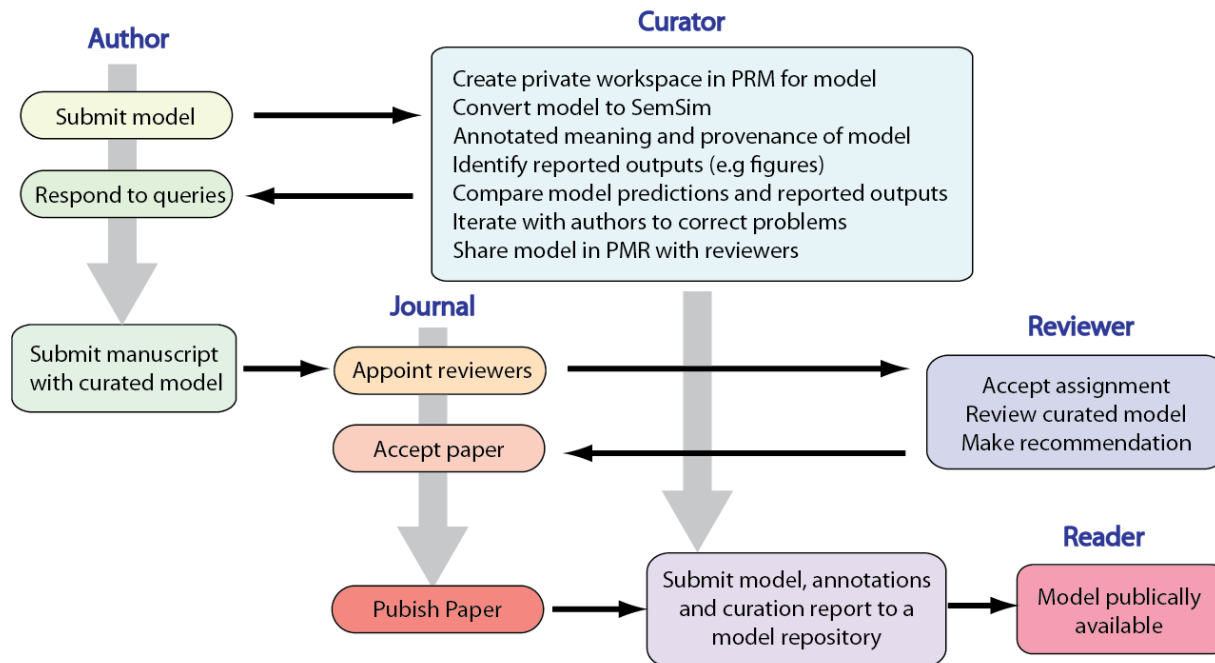 Author
Submit model
Respond to queries
Submit manuscript
with curated model
Curator
Create private workspace in PRM for model
Convert model to SemSim
Annotated meaning and provenance of model
Identify reported outputs (e.g figures)
Compare model predictions and reported outputs
Iterate with authors to correct problems
Share model in PMR with reviewers
Journal
Appoint reviewers
Accept paper
Pubish Paper
Reviewer
Accept assignment
Review curated model
Make recommendation
Submit model, annotations
and curation report to a
model repository
Reader
Model publically
available